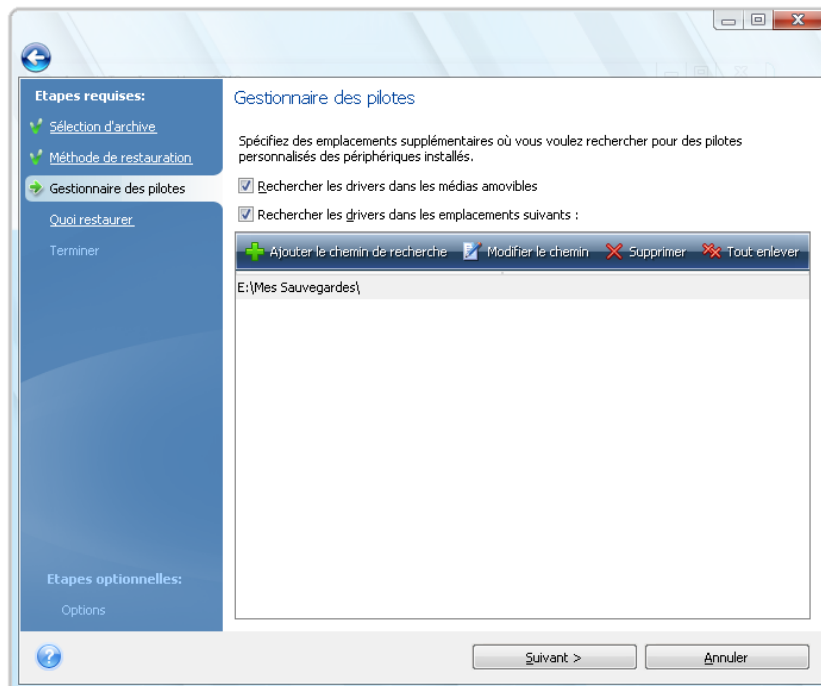 Etapes requises:
Sélection d'archive
Méthode de restauration
Gestionnaire des pilotes
Quoi restaurer
Terminer
Etapes optionnelles:
Options
Gestionnaire des pilotes
Spécifiez des emplacements supplémentaires où vous voulez rechercher pour des pilotes
personnalisés des périphériques installés.
Rechercher les drivers dans les médias amovibles
Rechercher les drivers dans les emplacements suivants :
Ajouter le chemin de recherche Modifier le chemin Supprimer Tout enlever
E:\Mes Sauvegardes\
Suivant > Annuler